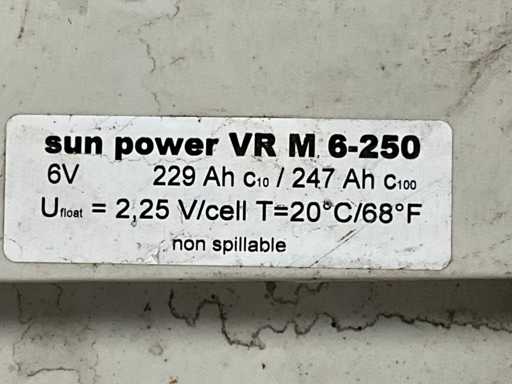 sun power VR M 6-250
6V 229 Ah C10 / 247 Ah C100
Ufloat = 2,25 V/cell T=20°C/68°F
non spillable